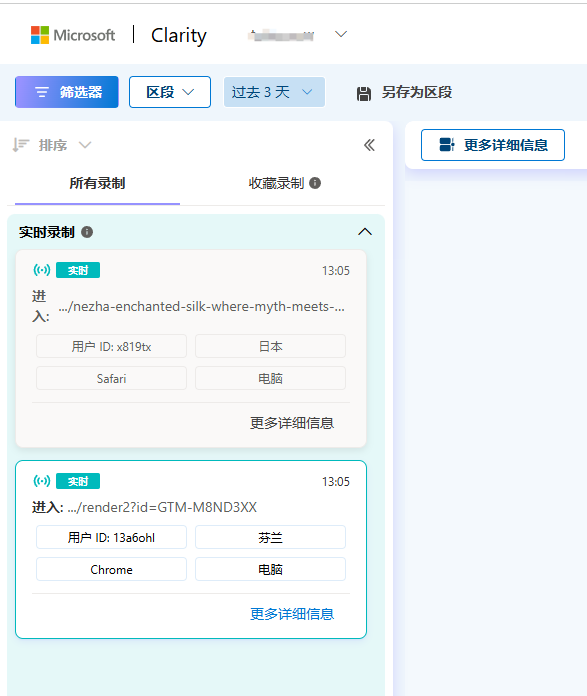 Microsoft | Clarity
筛选器 区段 过去 3 天 另存为区段
排序
更多详细信息
所有录制 收藏录制
实时录制
实时 13:05
进入: .../nezha-enchanted-silk-where-myth-meets-...
用户 ID: x819tx 日本
Safari 电脑
更多详细信息
实时 13:05
进入: .../render2?id=GTM-M8ND3XX
用户 ID: 13a6ohl 芬兰
Chrome 电脑
更多详细信息